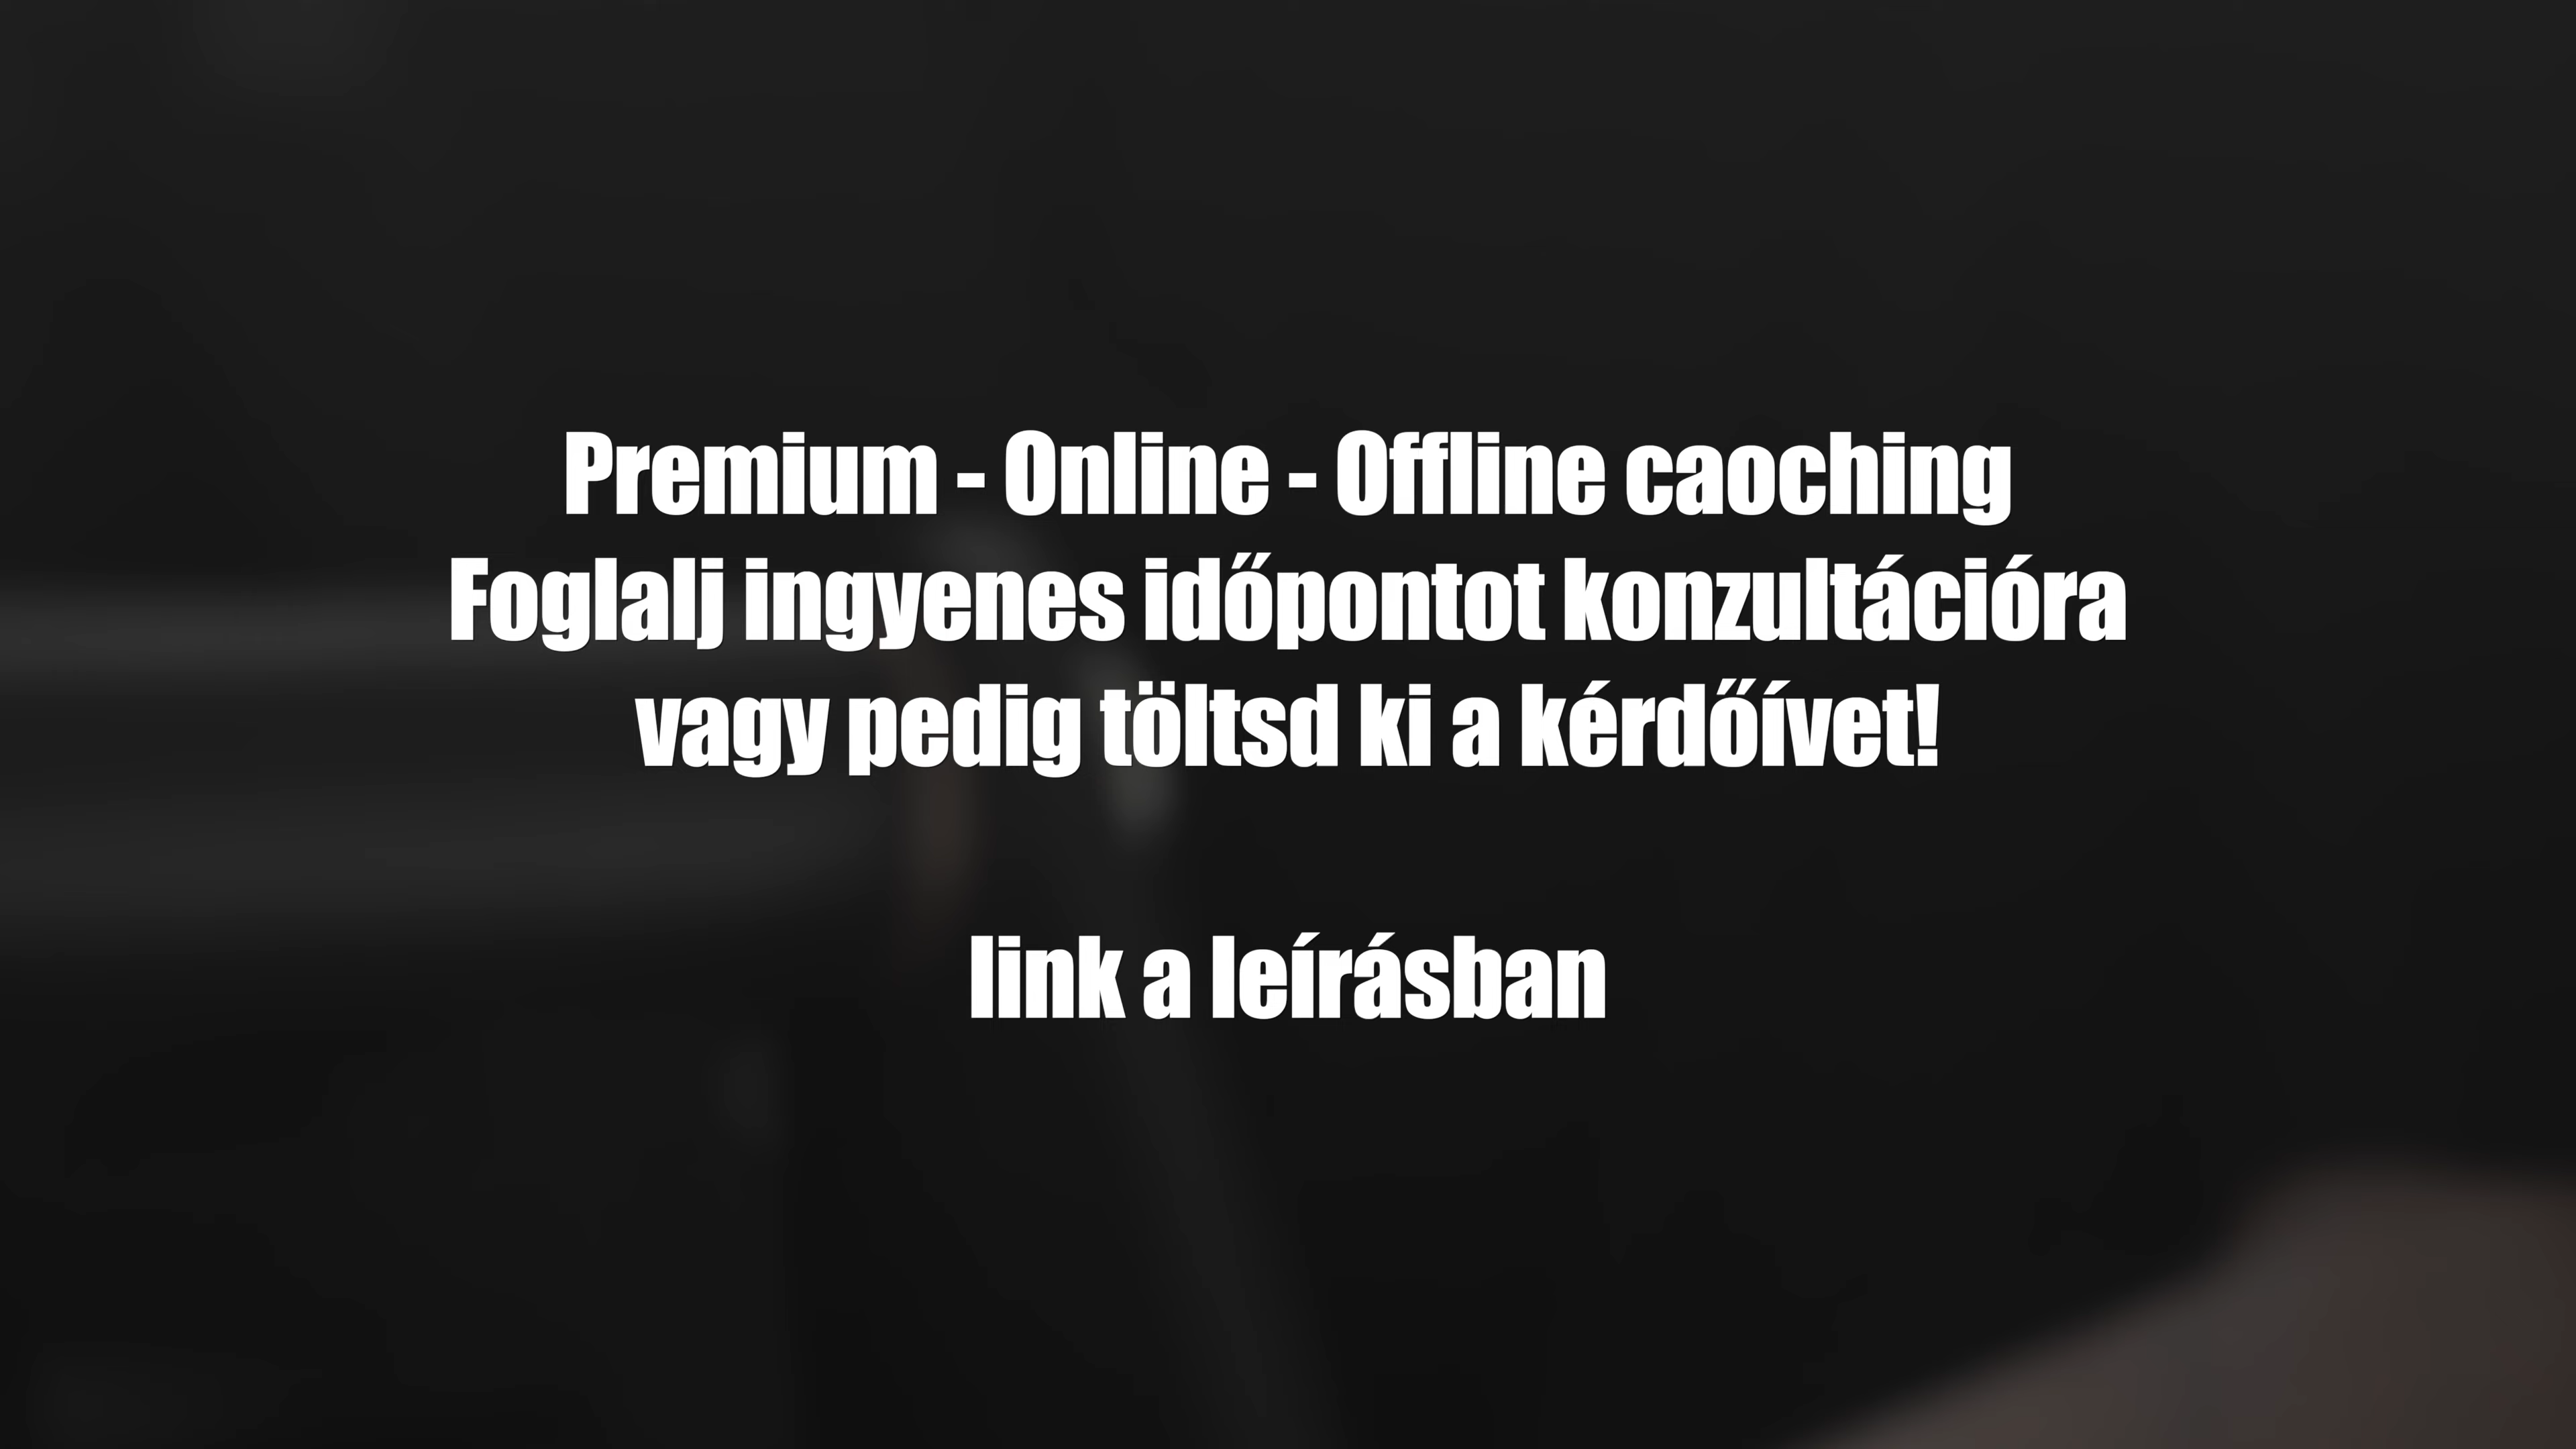 Premium - Online - Offline caoching
Foglalj ingyenes időpontot konzultációra
vagy pedig töltsd ki a kérdőívet!
link a leírásban